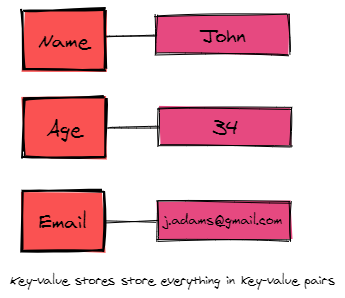 Name
John
Age
34
Email
j.adams@gmail.com
Key-value stores store everything in key-value pairs